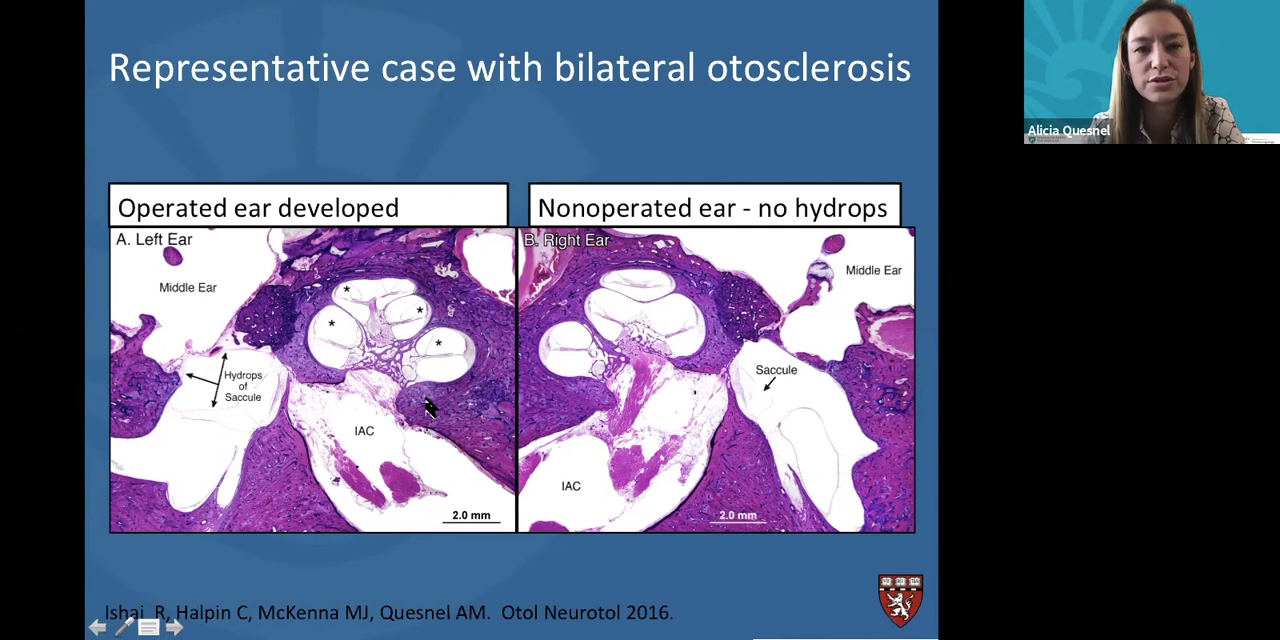 Representative case with bilateral otosclerosis
Alicia Quesnel
Operated ear developed
Nonoperated ear - no hydrops
A. Left Ear
Middle Ear
*
*
*
*
Hydrops
of
Saccule
IAC
2.0 mm
B. Right Ear
Middle Ear
Saccule
IAC
2.0 mm
Ishai R, Halpin C, McKenna MJ, Quesnel AM. Otol Neurotol 2016.